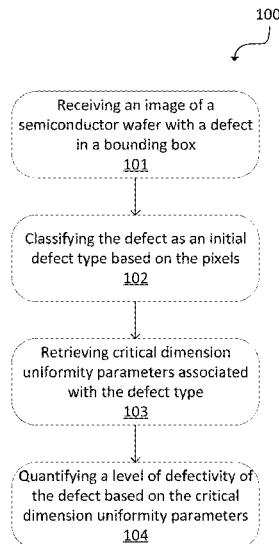 100
Receiving an image of a
semiconductor wafer with a defect
in a bounding box
101
Classifying the defect as an initial
defect type based on the pixels
102
Retrieving critical dimension
uniformity parameters associated
with the defect type
103
Quantifying a level of defectivity of
the defect based on the critical
dimension uniformity parameters
104